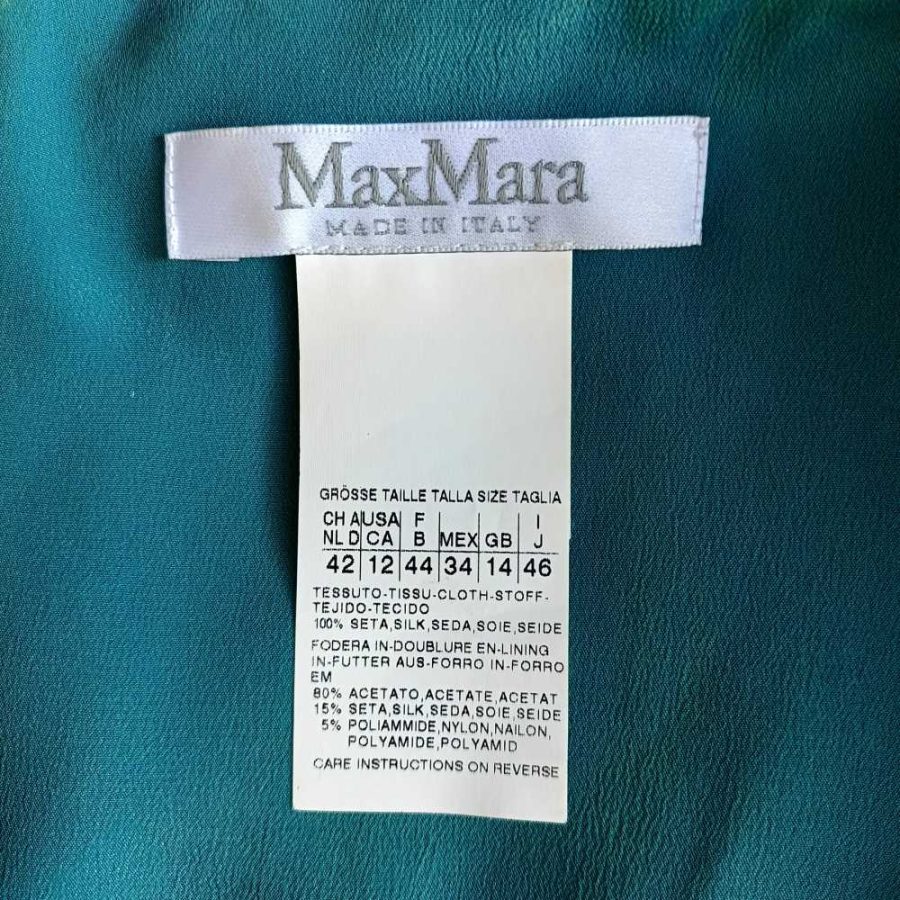 MaxMara
MADE IN ITALY
GRÖSSE TAILLE TALLA SIZE TAGLIA
CH A USA F I
NL D CA B MEX GB J
42 12 44 34 14 46
TESSUTO-TISSU-CLOTH-STOFF-
TEJIDO-TECIDO
100% SETA,SILK,SEDA,SOIE,SEIDE
FODERA IN-DOUBLURE EN-LINING
IN-FUTTER AUS-FORRO IN-FORRO
EM
80% ACETATO,ACETATE,ACETAT
15% SETA,SILK,SEDA,SOIE,SEIDE
5% POLIAMMIDE,NYLON,NAILON,
POLYAMIDE,POLYAMID
CARE INSTRUCTIONS ON REVERSE